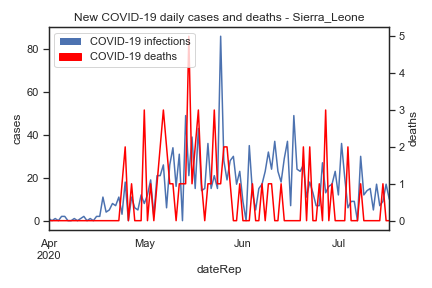 New COVID-19 daily cases and deaths - Sierra_Leone
COVID-19 infections
COVID-19 deaths
80
60
40
20
0
cases
5
4
3
2
1
0
deaths
Apr
2020
May
Jun
Jul
dateRep